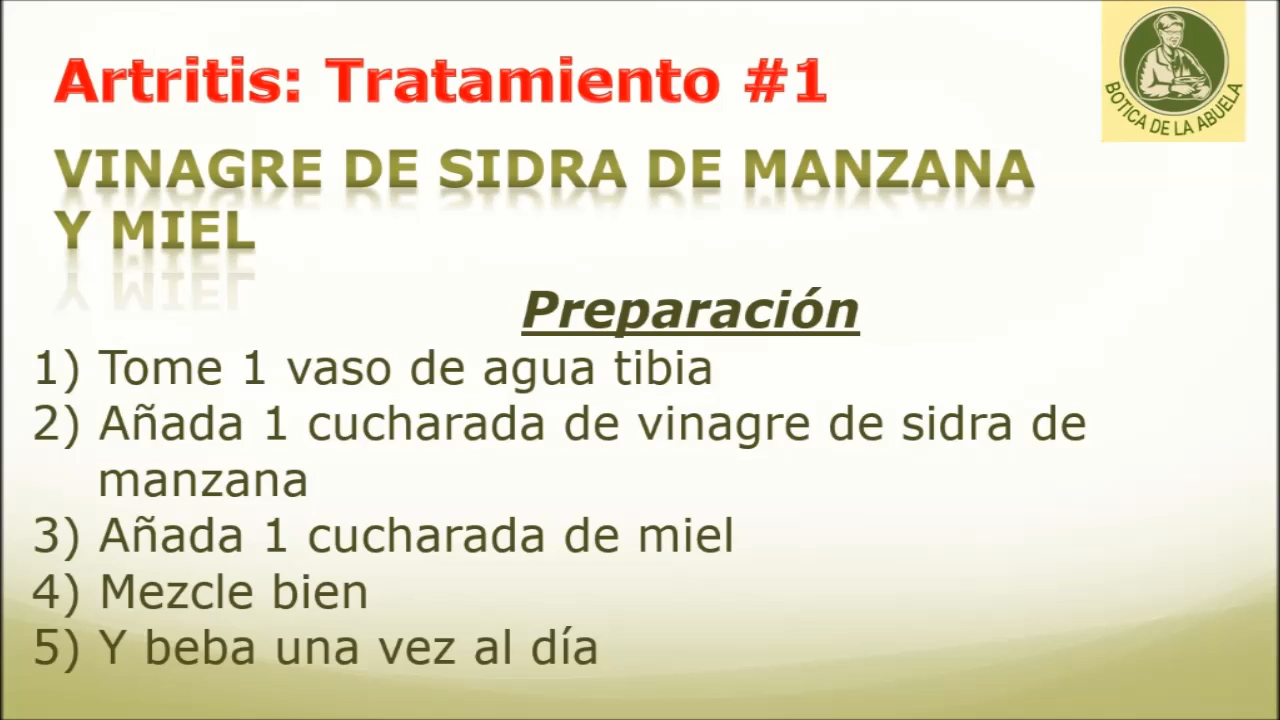 Artritis: Tratamiento #1
BOTICA DE LA ABUELA
VINAGRE DE SIDRA DE MANZANA
Y MIEL
Preparación
1) Tome 1 vaso de agua tibia
2) Añada 1 cucharada de vinagre de sidra de
manzana
3) Añada 1 cucharada de miel
4) Mezcle bien
5) Y beba una vez al día